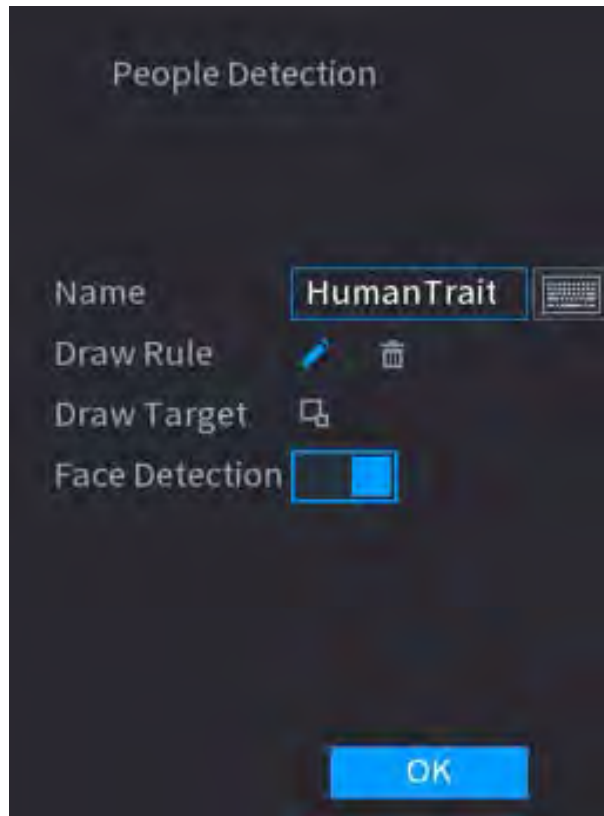 People Detection
Name HumanTrait
Draw Rule
Draw Target
Face Detection
OK